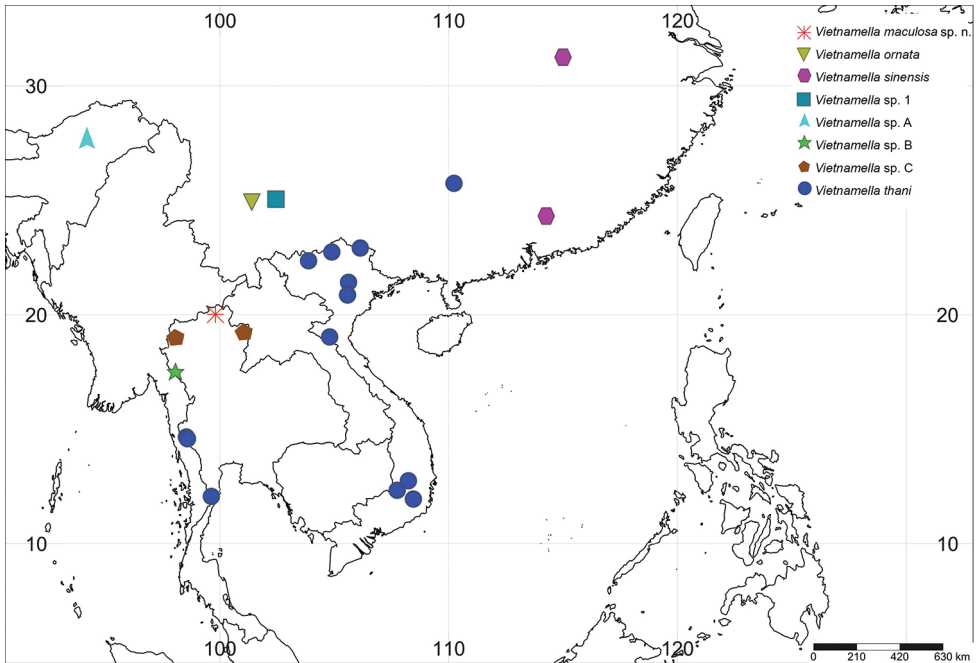 100 110 120
Vietnamella maculosa sp. n.
Vietnamella ornata
Vietnamella sinensis
Vietnamella sp. 1
Vietnamella sp. A
Vietnamella sp. B
Vietnamella sp. C
Vietnamella thani
30
20 20
10 10
100 110 120
0 210 420 630 km